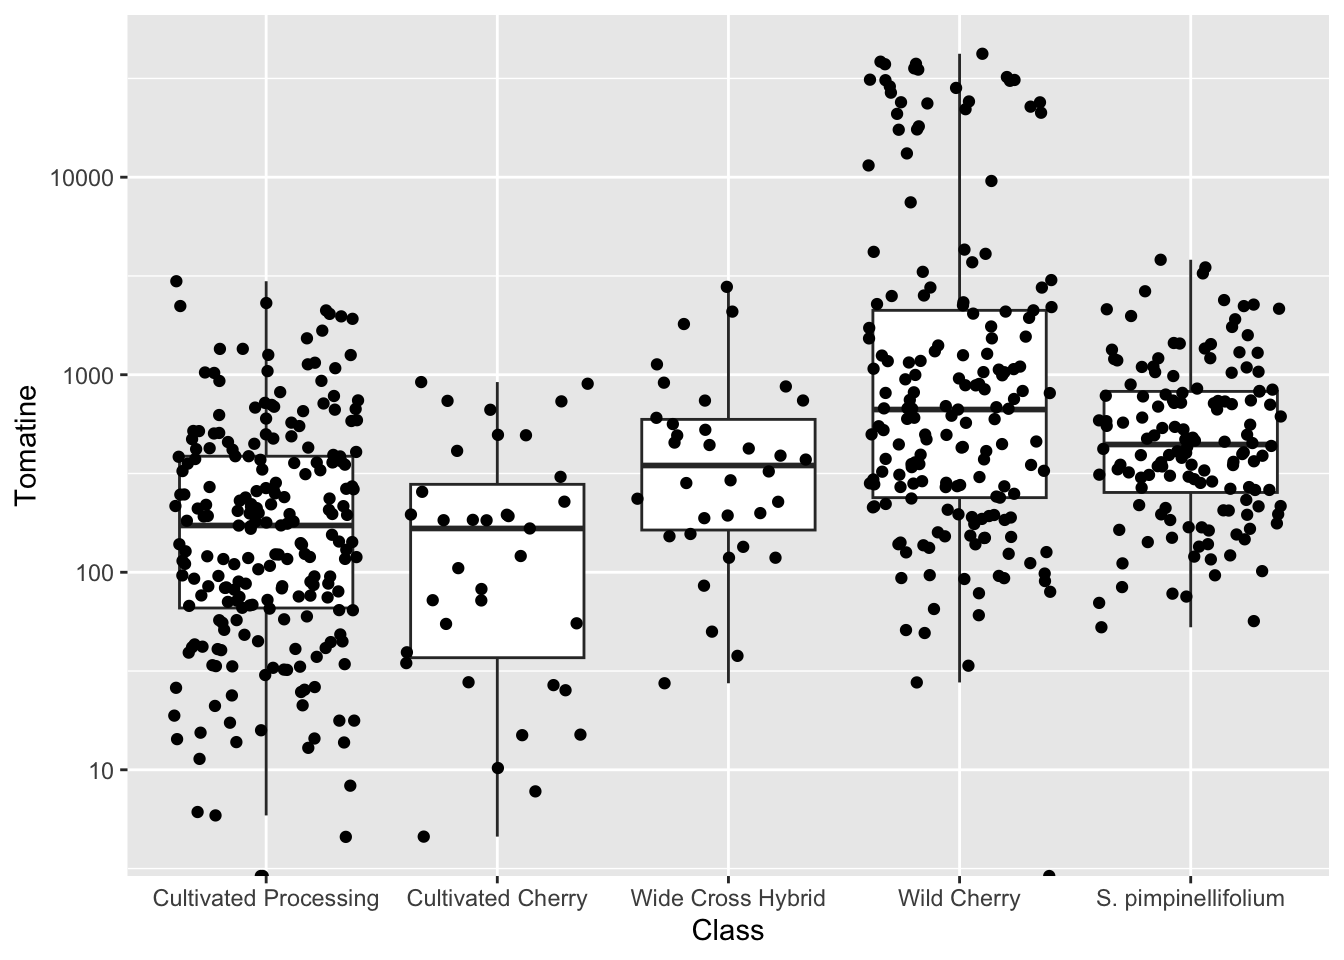 Tomatine
10000
1000
100
10
Cultivated Processing
Cultivated Cherry
Wide Cross Hybrid
Wild Cherry
S. pimpinellifolium
Class